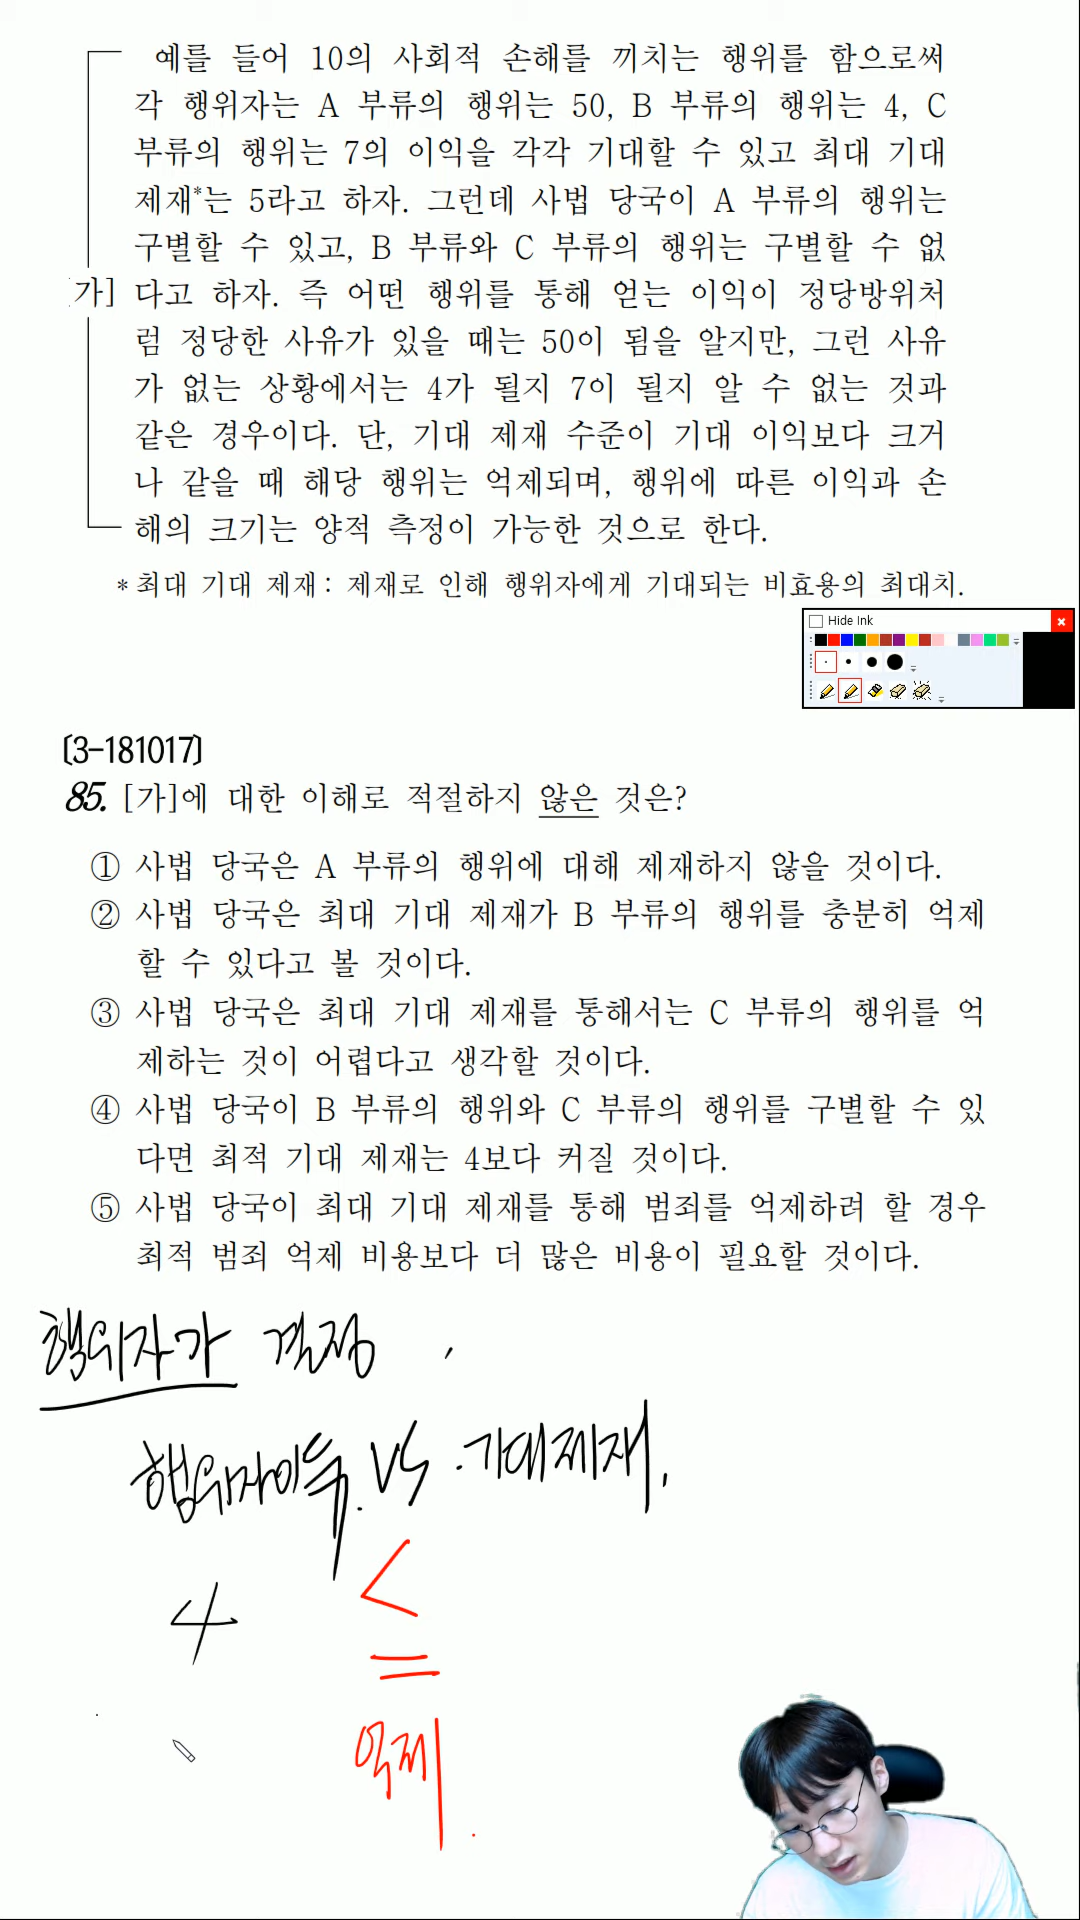 예를 들어 10의 사회적 손해를 끼치는 행위를 함으로써
각 행위자는 A 부류의 행위는 50, B 부류의 행위는 4, C
부류의 행위는 7의 이익을 각각 기대할 수 있고 최대 기대
제재*는 5라고 하자. 그런데 사법 당국이 A 부류의 행위는
구별할 수 있고, B 부류와 C 부류의 행위는 구별할 수 없
[가] 다고 하자. 즉 어떤 행위를 통해 얻는 이익이 정당방위처
럼 정당한 사유가 있을 때는 50이 됨을 알지만, 그런 사유
가 없는 상황에서는 4가 될지 7이 될지 알 수 없는 것과
같은 경우이다. 단, 기대 제재 수준이 기대 이익보다 크거
나 같을 때 해당 행위는 억제되며, 행위에 따른 이익과 손
해의 크기는 양적 측정이 가능한 것으로 한다.
* 최대 기대 제재 : 제재로 인해 행위자에게 기대되는 비효용의 최대치.
Hide Ink
[3-181017]
85. [가]에 대한 이해로 적절하지 않은 것은?
① 사법 당국은 A 부류의 행위에 대해 제재하지 않을 것이다.
② 사법 당국은 최대 기대 제재가 B 부류의 행위를 충분히 억제
할 수 있다고 볼 것이다.
③ 사법 당국은 최대 기대 제재를 통해서는 C 부류의 행위를 억
제하는 것이 어렵다고 생각할 것이다.
④ 사법 당국이 B 부류의 행위와 C 부류의 행위를 구별할 수 있
다면 최적 기대 제재는 4보다 커질 것이다.
⑤ 사법 당국이 최대 기대 제재를 통해 범죄를 억제하려 할 경우
최적 범죄 억제 비용보다 더 많은 비용이 필요할 것이다.
행위자가 결정,
행위자이득. VS. 기대제재,
4 <
=
억제.